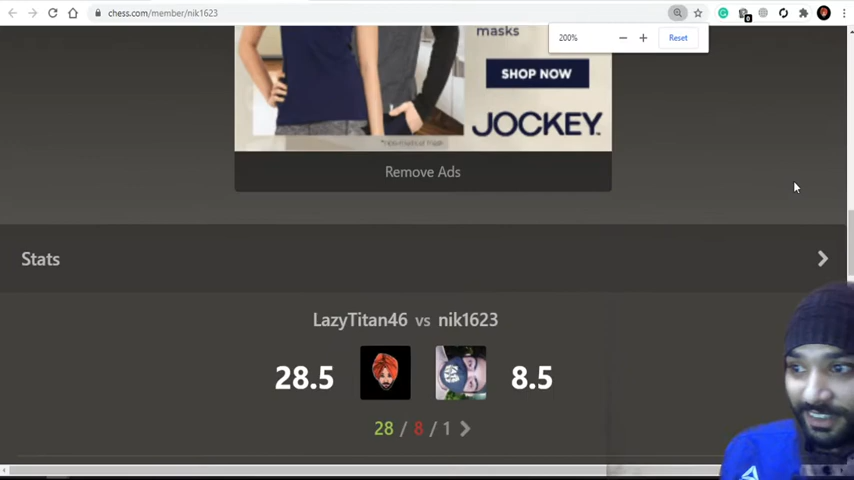 chess.com/member/nik1623
0
200%
Reset
masks
SHOP NOW
JOCKEY
Remove Ads
Stats
LazyTitan46 vs nik1623
28.5
8.5
28 / 8 / 1